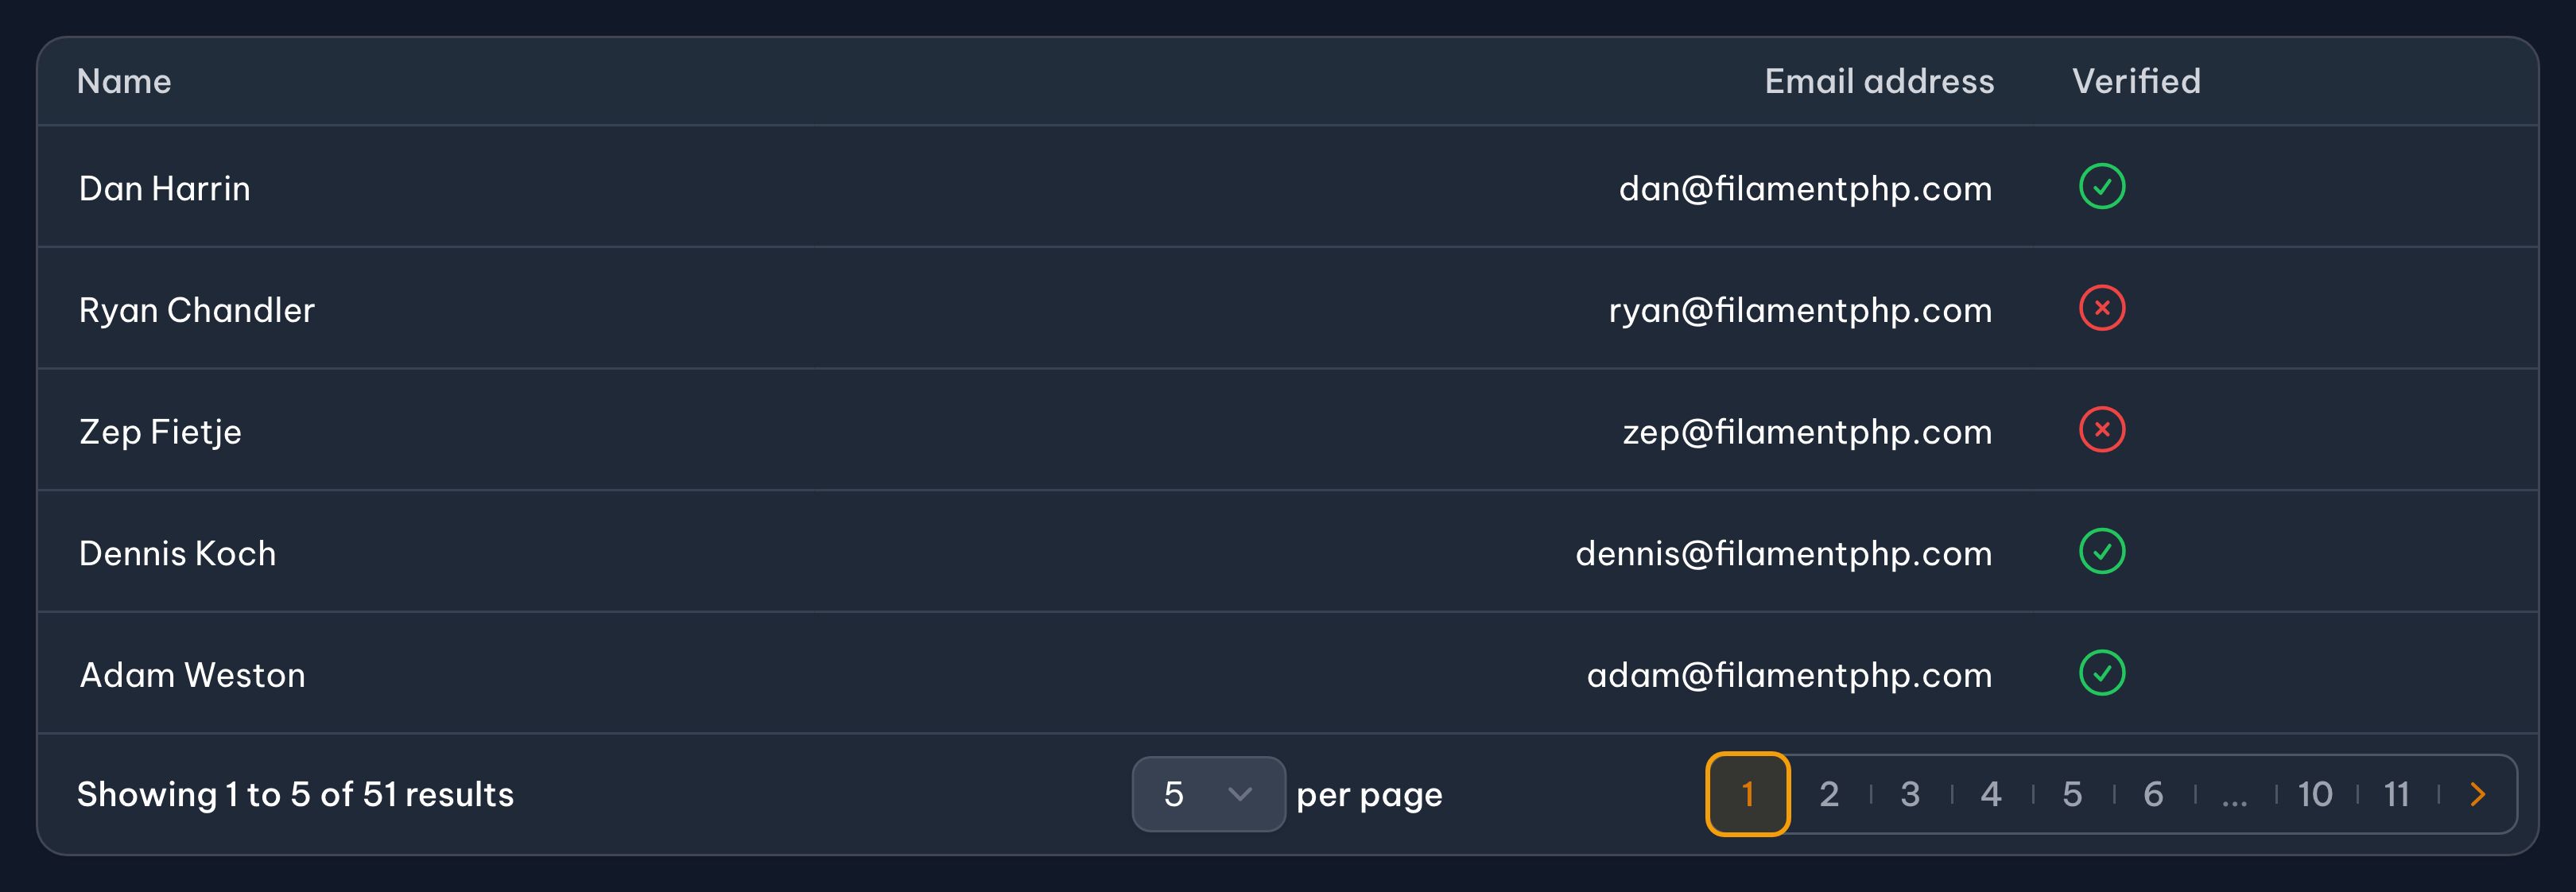 Name Email address Verified
Dan Harrin dan@filamentphp.com
Ryan Chandler ryan@filamentphp.com
Zep Fietje zep@filamentphp.com
Dennis Koch dennis@filamentphp.com
Adam Weston adam@filamentphp.com
Showing 1 to 5 of 51 results 5 per page 1 2 3 4 5 6 ... 10 11